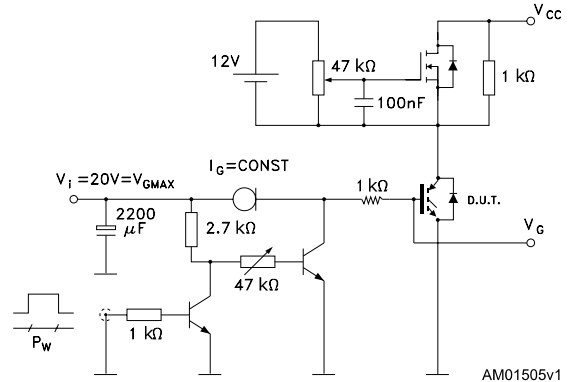 V_CC
12V
47 kΩ
100nF
1 kΩ
I_G=CONST
V_i =20V=V_GMAX
1 kΩ
D.U.T.
2200
μF
2.7 kΩ
V_G
47 kΩ
1 kΩ
P_W
AM01505v1